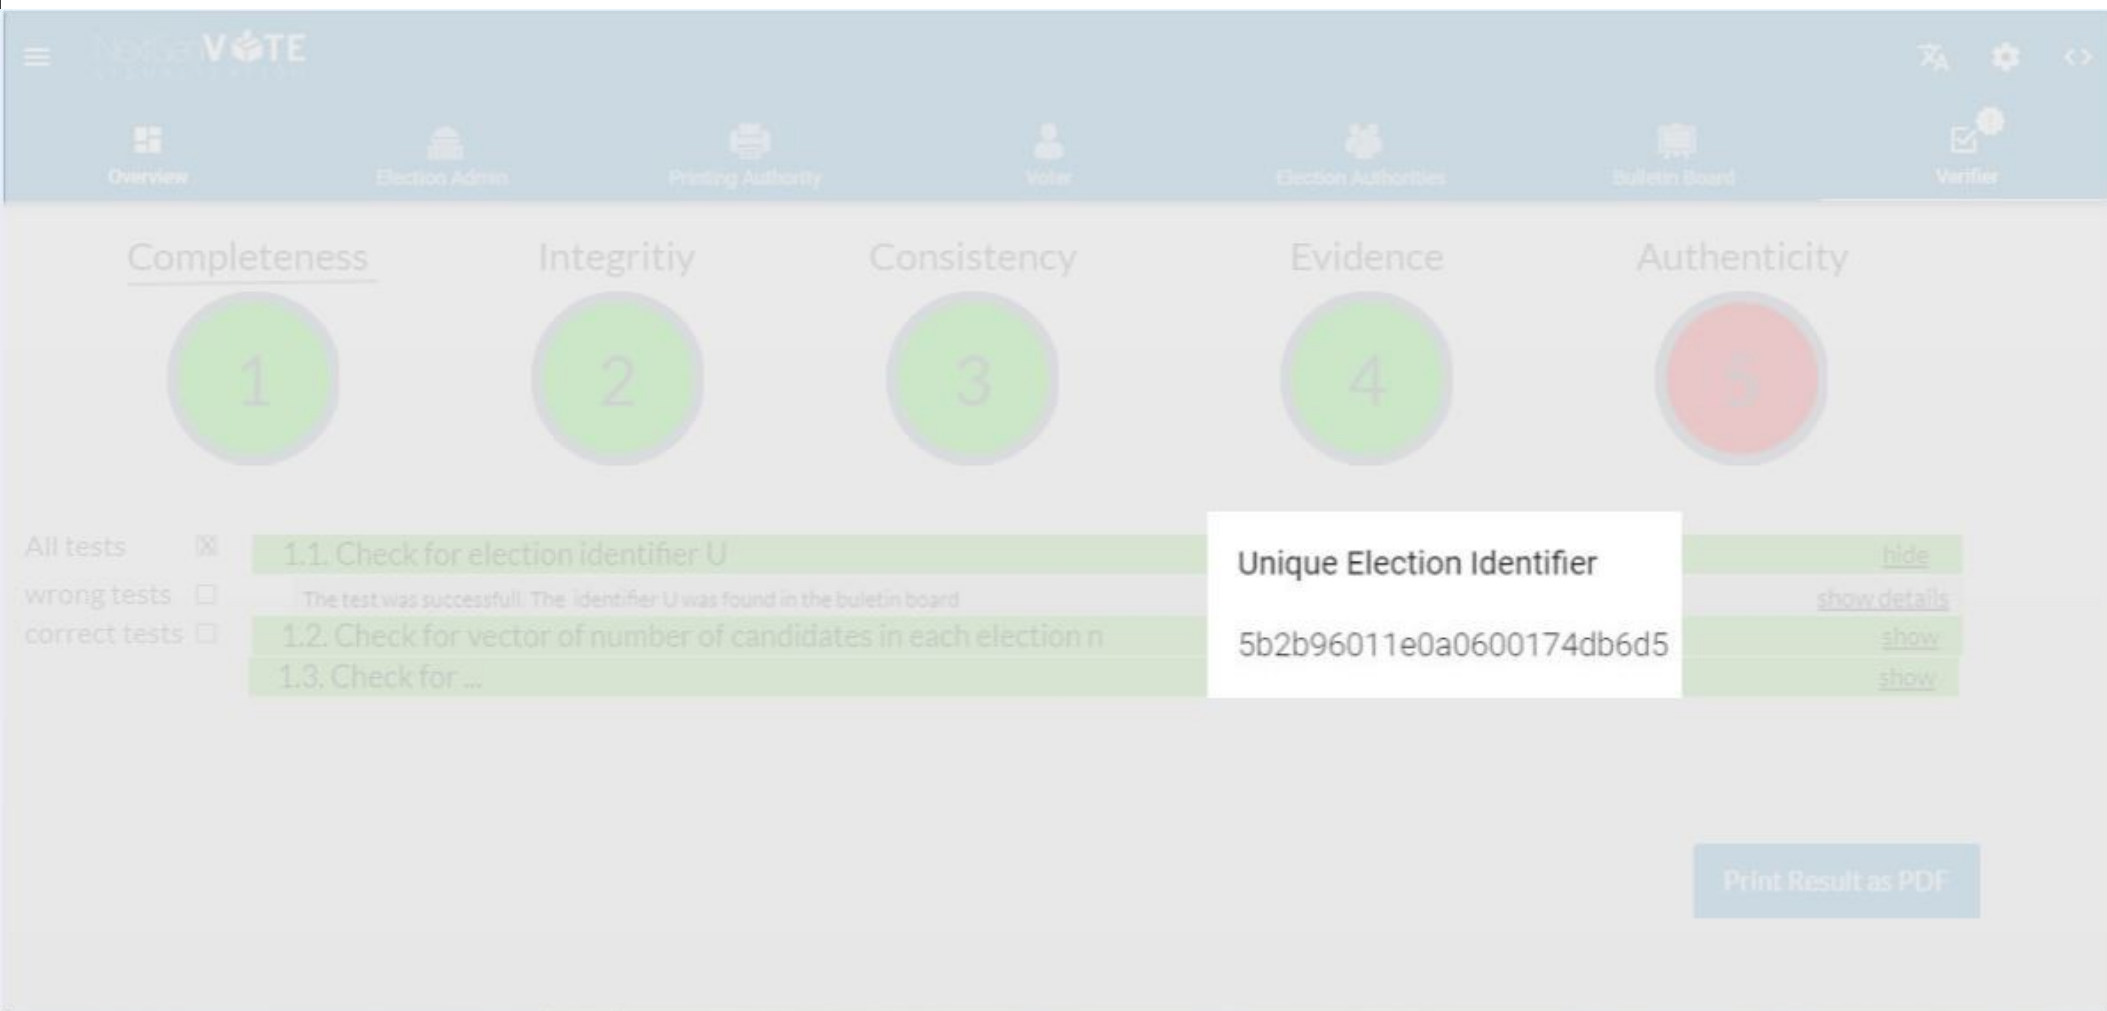 NextGenVOTE
Overview
Election Admin
Printing Authority
Voter
Election Authorities
Bulletin Board
Verifier
Completeness
Integritiy
Consistency
Evidence
Authenticity
1
2
3
4
5
All tests
1.1. Check for election identifier U
hide
wrong tests
The test was successfull. The identifier U was found in the buletin board
show details
correct tests
1.2. Check for vector of number of candidates in each election n
show
1.3. Check for ...
show
Unique Election Identifier
5b2b96011e0a0600174db6d5
Print Result as PDF